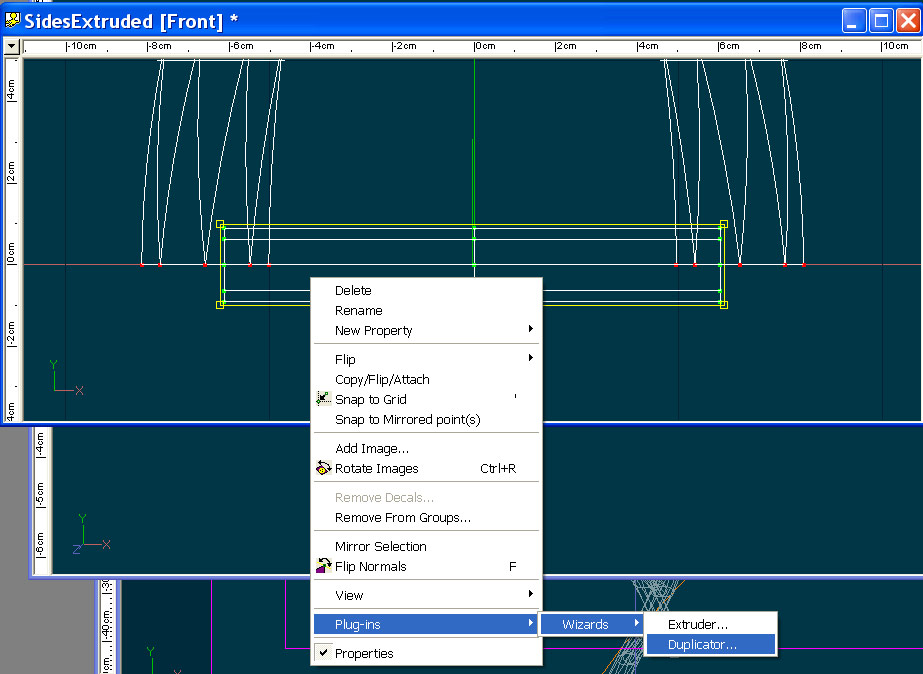 SidesExtruded [Front] *
-10cm -8cm -6cm -4cm -2cm 0cm 2cm 4cm 6cm 8cm 10cm
4cm
2cm
0cm
-2cm
4cm
Y
X
Delete
Rename
New Property
Flip
Copy/Flip/Attach
Snap to Grid '
Snap to Mirrored point(s)
Add Image...
Rotate Images Ctrl+R
Remove Decals...
Remove From Groups...
Mirror Selection
Flip Normals F
View
Plug-ins
Properties
Wizards
Extruder...
Duplicator...
-4cm
-5cm
-6cm
Y
Z X
-40cm
Y